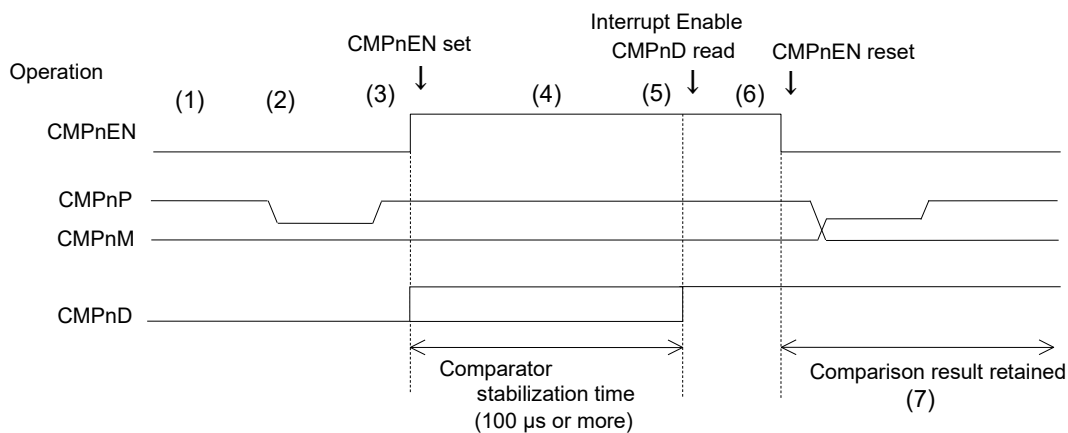 Interrupt Enable
CMPnEN set
CMPnD read
CMPnEN reset
Operation
(1) (2) (3) (4) (5) (6)
CMPnEN
CMPnP
CMPnM
CMPnD
Comparator
stabilization time
(100 µs or more)
Comparison result retained
(7)